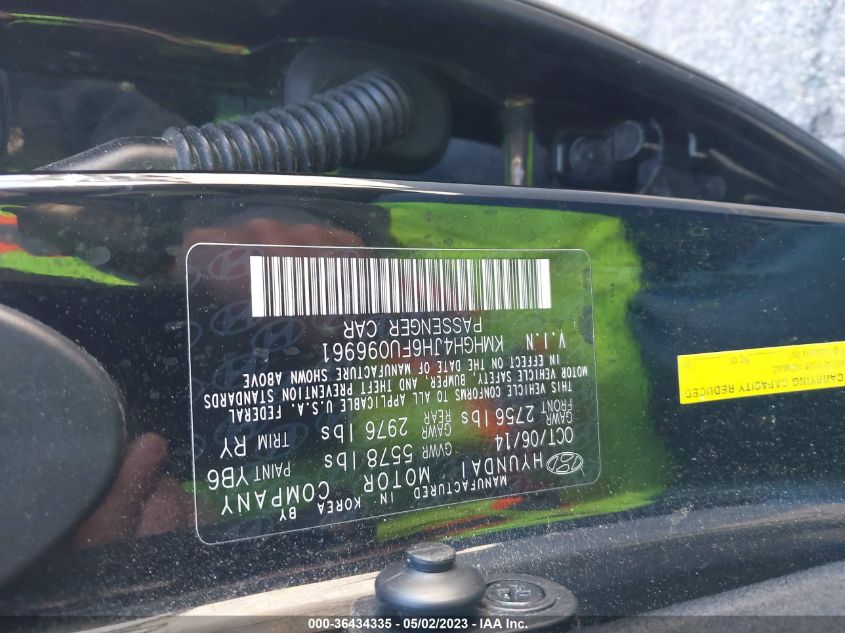 MANUFACTURED IN KOREA BY
HYUNDAI MOTOR COMPANY
OCT/06/14 GVWR 5578 lbs PAINT YB6
GAWR FRONT 2756 lbs GAWR REAR 2976 lbs TRIM RY
THIS VEHICLE CONFORMS TO ALL APPLICABLE U.S.A. FEDERAL
MOTOR VEHICLE SAFETY, BUMPER, AND THEFT PREVENTION STANDARDS
IN EFFECT ON THE DATE OF MANUFACTURE SHOWN ABOVE
V.I.N KMHGH4JH6FU096961
PASSENGER CAR
CARRYING CAPACITY REDUCED
000-36434335 - 05/02/2023 - IAA Inc.